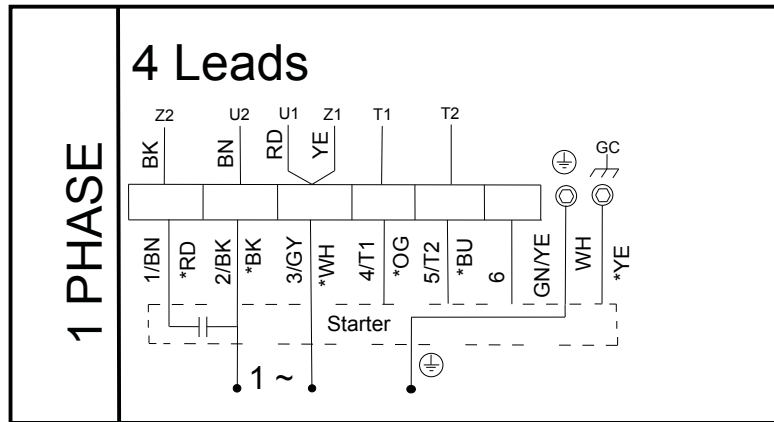 1 PHASE
4 Leads
Z2 U2 U1 Z1 T1 T2 GC
BK BN RD YE
1/BN *RD 2/BK *BK 3/GY *WH 4/T1 *OG 5/T2 *BU 6 GN/YE WH *YE
Starter
1 ~